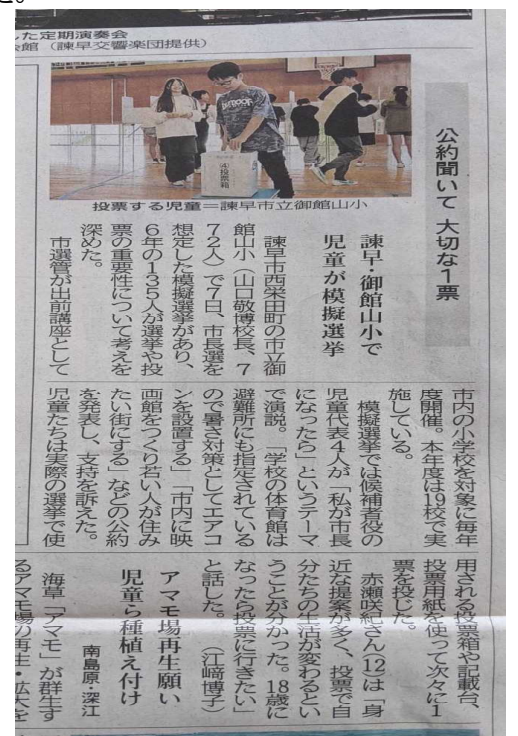 した定期演奏会
会館（諫早交響楽団提供）
公約聞いて 大切な1票
④投票箱
投票する児童＝諫早市立御館山小
諫早・御館山小で
児童が模擬選挙
諫早市西栄田町の市立御
館山小（山口敬博校長、7
72人）で7日、市長選を
想定した模擬選挙があり、
6年の135人が選挙や投
票の重要性について考えを
深めた。
市選管が出前講座として
市内の小学校を対象に毎年
度開催。本年度は19校で実
施している。
模擬選挙では候補者役の
児童代表4人が「私が市長
になったら」というテーマ
で演説。「学校の体育館は
避難所にも指定されている
ので暑さ対策としてエアコ
ンを設置する」「市内に映
画館をつくり若い人が住み
たい街にする」などの公約
を発表し、支持を訴えた。
児童たちは実際の選挙で使
用される投票箱や記載台、
投票用紙を使って次々に1
票を投じた。
赤瀬咲紀さん(12)は「身
近な提案が多く、投票で自
分たちの生活が変わるとい
うことが分かった。18歳に
なったら投票に行きたい」
と話した。（江﨑博子）
アマモ場再生願い
児童ら種植え付け
南島原・深江
海草「アマモ」が群生す
るアマモ場の再生・拡大を